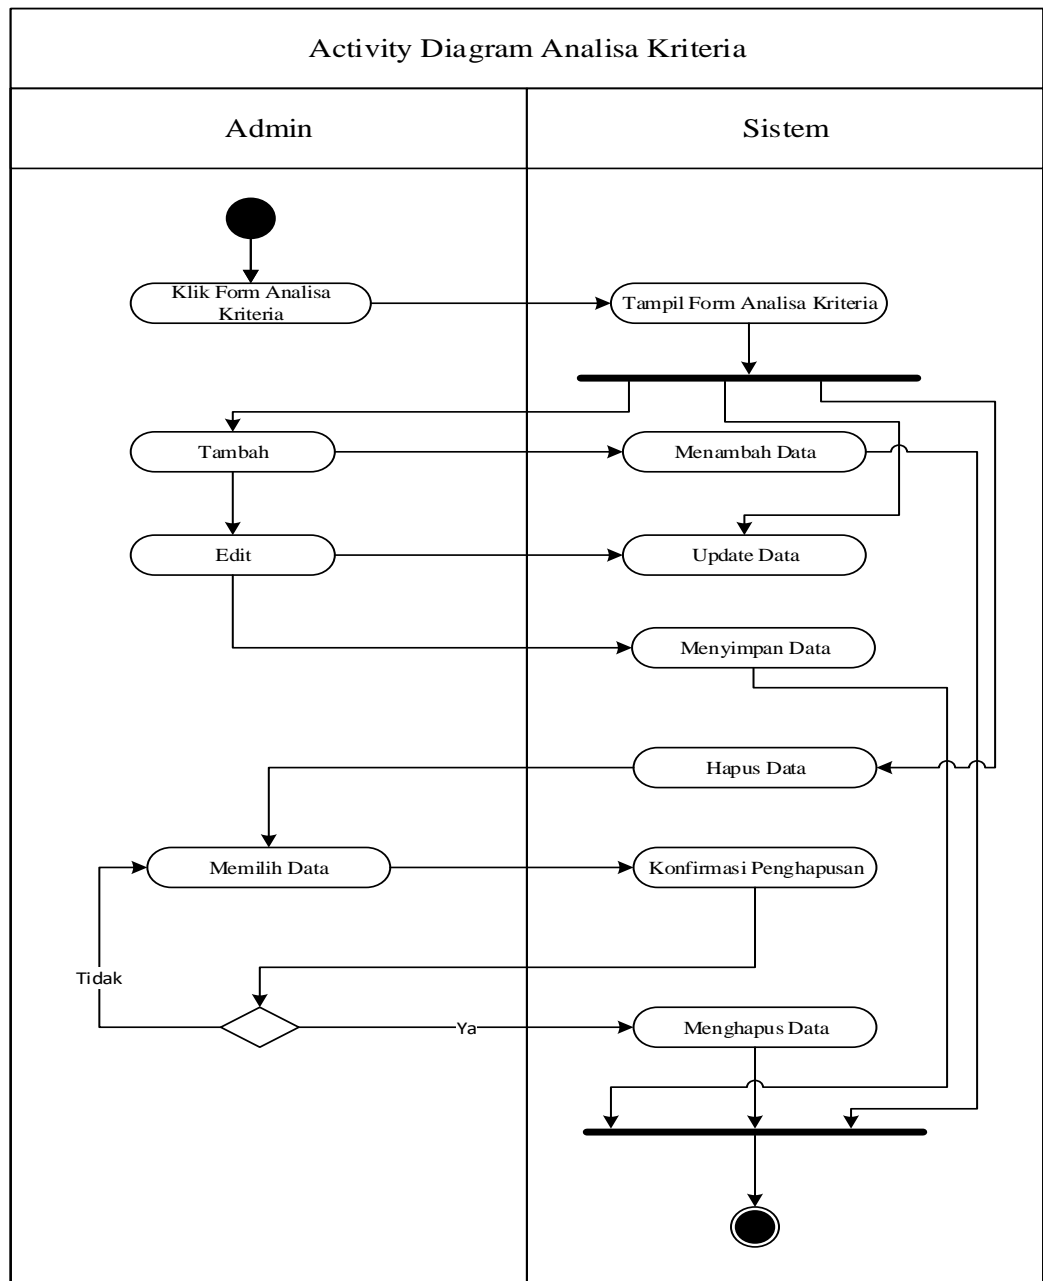 Activity Diagram Analisa Kriteria
Admin
Sistem
Klik Form Analisa
Kriteria
Tampil Form Analisa Kriteria
Tambah
Menambah Data
Edit
Update Data
Menyimpan Data
Hapus Data
Memilih Data
Konfirmasi Penghapusan
Tidak
Ya
Menghapus Data